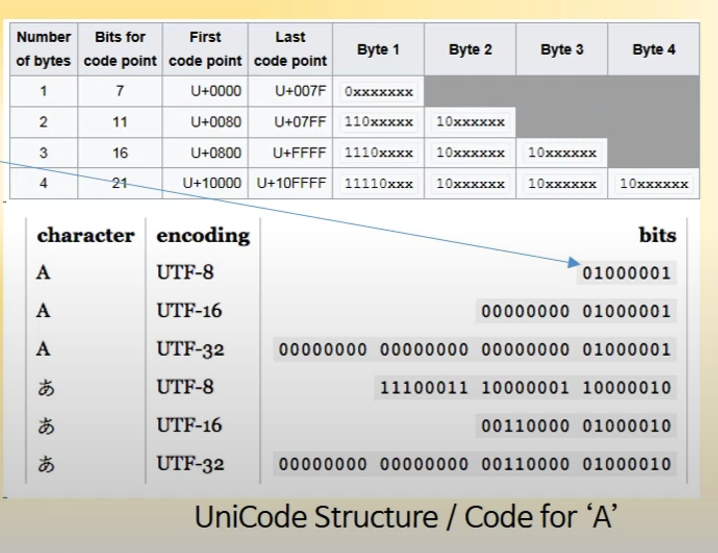 Number of bytes Bits for code point First code point Last code point Byte 1 Byte 2 Byte 3 Byte 4
1 7 U+0000 U+007F 0xxxxxxx
2 11 U+0080 U+07FF 110xxxxx 10xxxxxx
3 16 U+0800 U+FFFF 1110xxxx 10xxxxxx 10xxxxxx
4 21 U+10000 U+10FFFF 11110xxx 10xxxxxx 10xxxxxx 10xxxxxx
character encoding bits
A UTF-8 01000001
A UTF-16 00000000 01000001
A UTF-32 00000000 00000000 00000000 01000001
あ UTF-8 11100011 10000001 10000010
あ UTF-16 00110000 01000010
あ UTF-32 00000000 00000000 00110000 01000010
UniCode Structure / Code for ‘A’